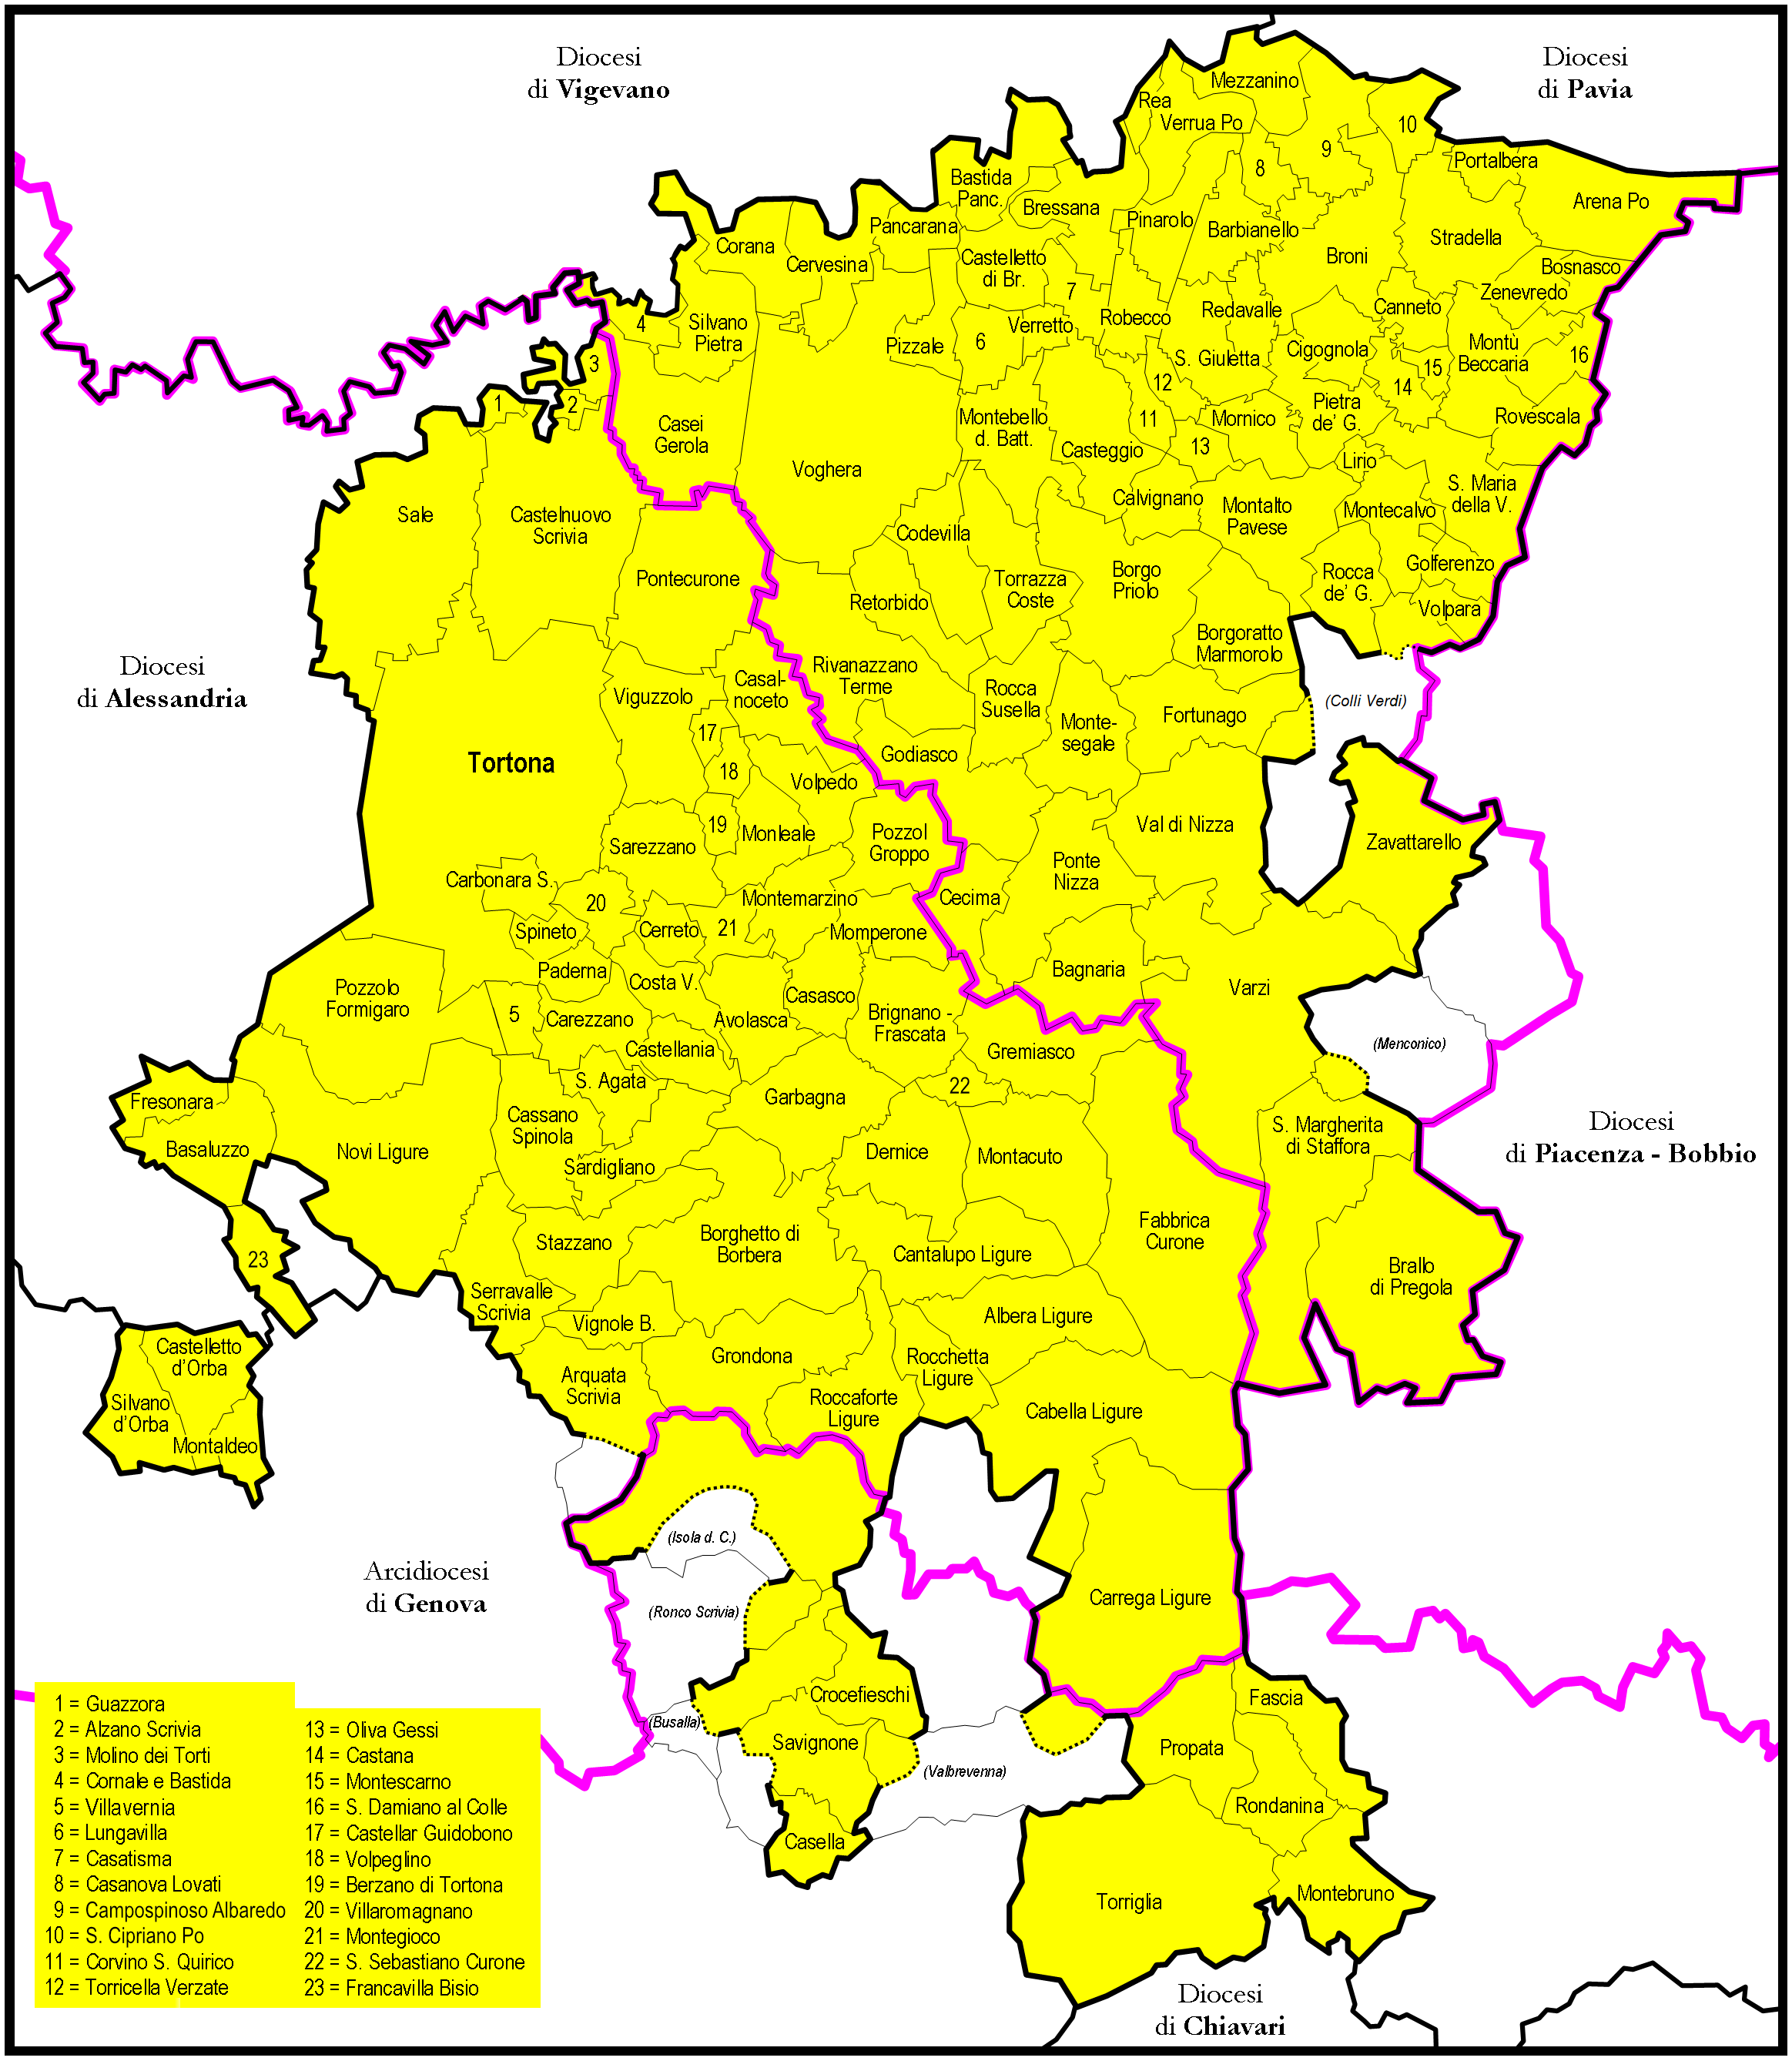 Diocesi
di Vigevano
Diocesi
di Pavia
Mezzanino
Rea
Verrua Po
10
9
8
Portalbera
Arena Po
Bastida
Panc.
Bressana
Pinarolo
Barbianello
Stradella
Pancarana
Corana
Cervesina
Castelletto
di Br.
Broni
Bosnasco
Zenevredo
7
Canneto
4
Silvano
Pietra
Verretto
Robecco
Redavalle
Pizzale
6
Cigognola
Montù
Beccaria
16
S. Giuletta
3
15
12
14
1
2
Casei
Gerola
Montebello
d. Batt.
11
Mornico
Pietra
de' G.
Rovescala
Voghera
Casteggio
13
Lirio
Sale
Castelnuovo
Scrivia
Calvignano
Montalto
Pavese
Montecalvo
S. Maria
della V.
Codevilla
Pontecurone
Retorbido
Torrazza
Coste
Borgo
Priolo
Rocca
de' G.
Golferenzo
Volpara
Borgoratto
Marmorolo
Diocesi
di Alessandria
Viguzzolo
Casal-
noceto
Rivanazzano
Terme
Rocca
Susella
Monte-
segale
Fortunago
(Colli Verdi)
17
Tortona
18
Volpedo
Godiasco
19
Monleale
Sarezzano
Pozzol
Groppo
Val di Nizza
Zavattarello
Ponte
Nizza
Carbonara S.
20
Montemarzino
Cecima
Spineto
Cerreto
21
Momperone
Paderna
Costa V.
Casasco
Bagnaria
Varzi
Pozzolo
Formigaro
5
Carezzano
Avolasca
Brignano -
Frascata
Castellania
Gremiasco
(Menconico)
S. Agata
Garbagna
22
Fresonara
Cassano
Spinola
S. Margherita
di Staffora
Diocesi
di Piacenza - Bobbio
Basaluzzo
Novi Ligure
Sardigliano
Dernice
Montacuto
23
Stazzano
Borghetto di
Borbera
Cantalupo Ligure
Fabbrica
Curone
Brallo
di Pregola
Serravalle
Scrivia
Vignole B.
Albera Ligure
Castelletto
d'Orba
Grondona
Rocchetta
Ligure
Arquata
Scrivia
Silvano
d'Orba
Roccaforte
Ligure
Cabella Ligure
Montaldeo
(Isola d. C.)
Arcidiocesi
di Genova
(Ronco Scrivia)
Carrega Ligure
Crocefieschi
Fascia
(Busalla)
Savignone
Propata
(Valbrevenna)
Rondanina
Casella
Torriglia
Montebruno
Diocesi
di Chiavari
1 = Guazzora
2 = Alzano Scrivia
3 = Molino dei Torti
4 = Cornale e Bastida
5 = Villavernia
6 = Lungavilla
7 = Casatisma
8 = Casanova Lovati
9 = Campospinoso Albaredo
10 = S. Cipriano Po
11 = Corvino S. Quirico
12 = Torricella Verzate
13 = Oliva Gessi
14 = Castana
15 = Montescarno
16 = S. Damiano al Colle
17 = Castellar Guidobono
18 = Volpeglino
19 = Berzano di Tortona
20 = Villaromagnano
21 = Montegioco
22 = S. Sebastiano Curone
23 = Francavilla Bisio